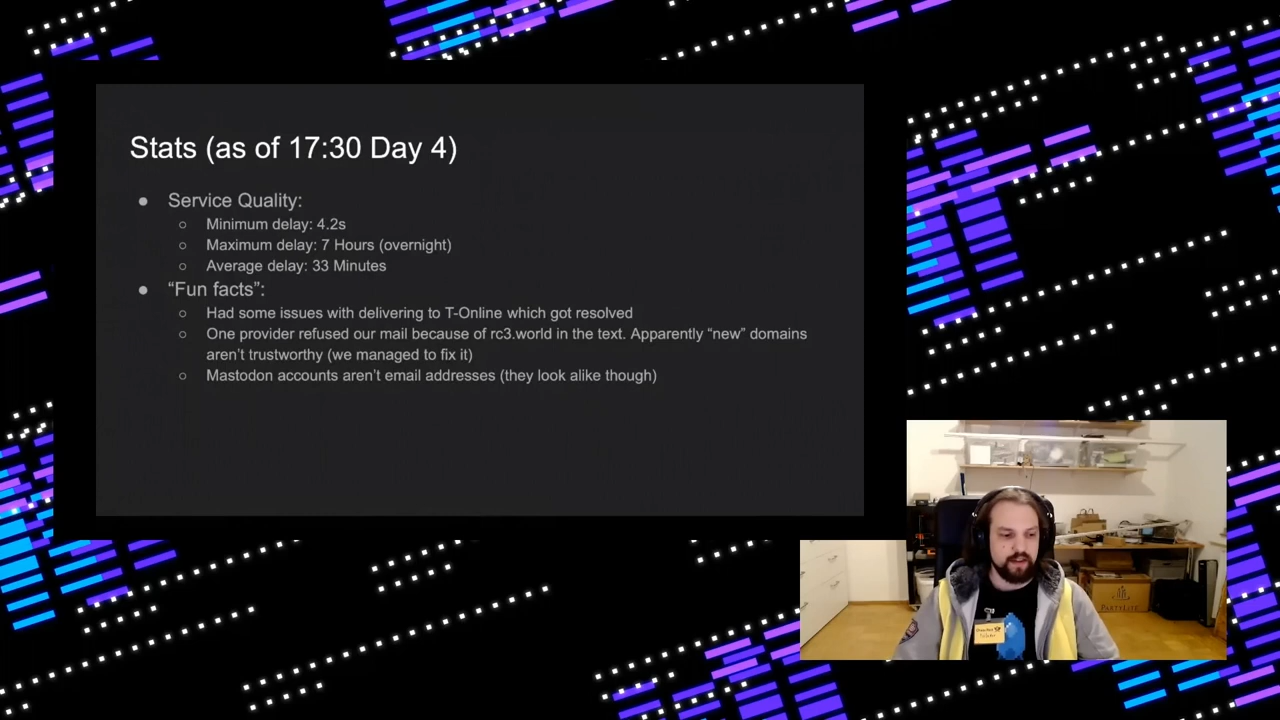 Stats (as of 17:30 Day 4)
● Service Quality:
○ Minimum delay: 4.2s
○ Maximum delay: 7 Hours (overnight)
○ Average delay: 33 Minutes
● “Fun facts”:
○ Had some issues with delivering to T-Online which got resolved
○ One provider refused our mail because of rc3.world in the text. Apparently “new” domains
aren’t trustworthy (we managed to fix it)
○ Mastodon accounts aren’t email addresses (they look alike though)
PARTYLITE